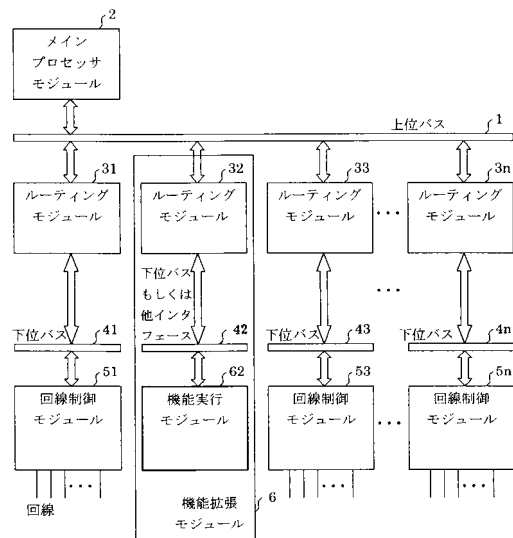 2
メイン
プロセッサ
モジュール
上位バス
1
31
32
33
3n
ルーティング
モジュール
ルーティング
モジュール
ルーティング
モジュール
・・・
ルーティング
モジュール
下位バス
もしくは
他インタ
フェース
・・・
下位バス
41
42
下位バス
43
下位バス
4n
51
62
53
5n
回線制御
モジュール
機能実行
モジュール
回線制御
モジュール
・・・
回線制御
モジュール
・・・
・・・
・・・
回線
機能拡張
モジュール
6